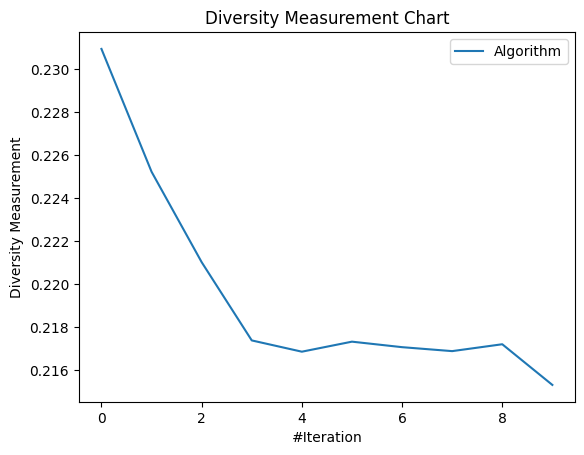 Diversity Measurement Chart
Algorithm
Diversity Measurement
0.230
0.228
0.226
0.224
0.222
0.220
0.218
0.216
0 2 4 6 8
#Iteration